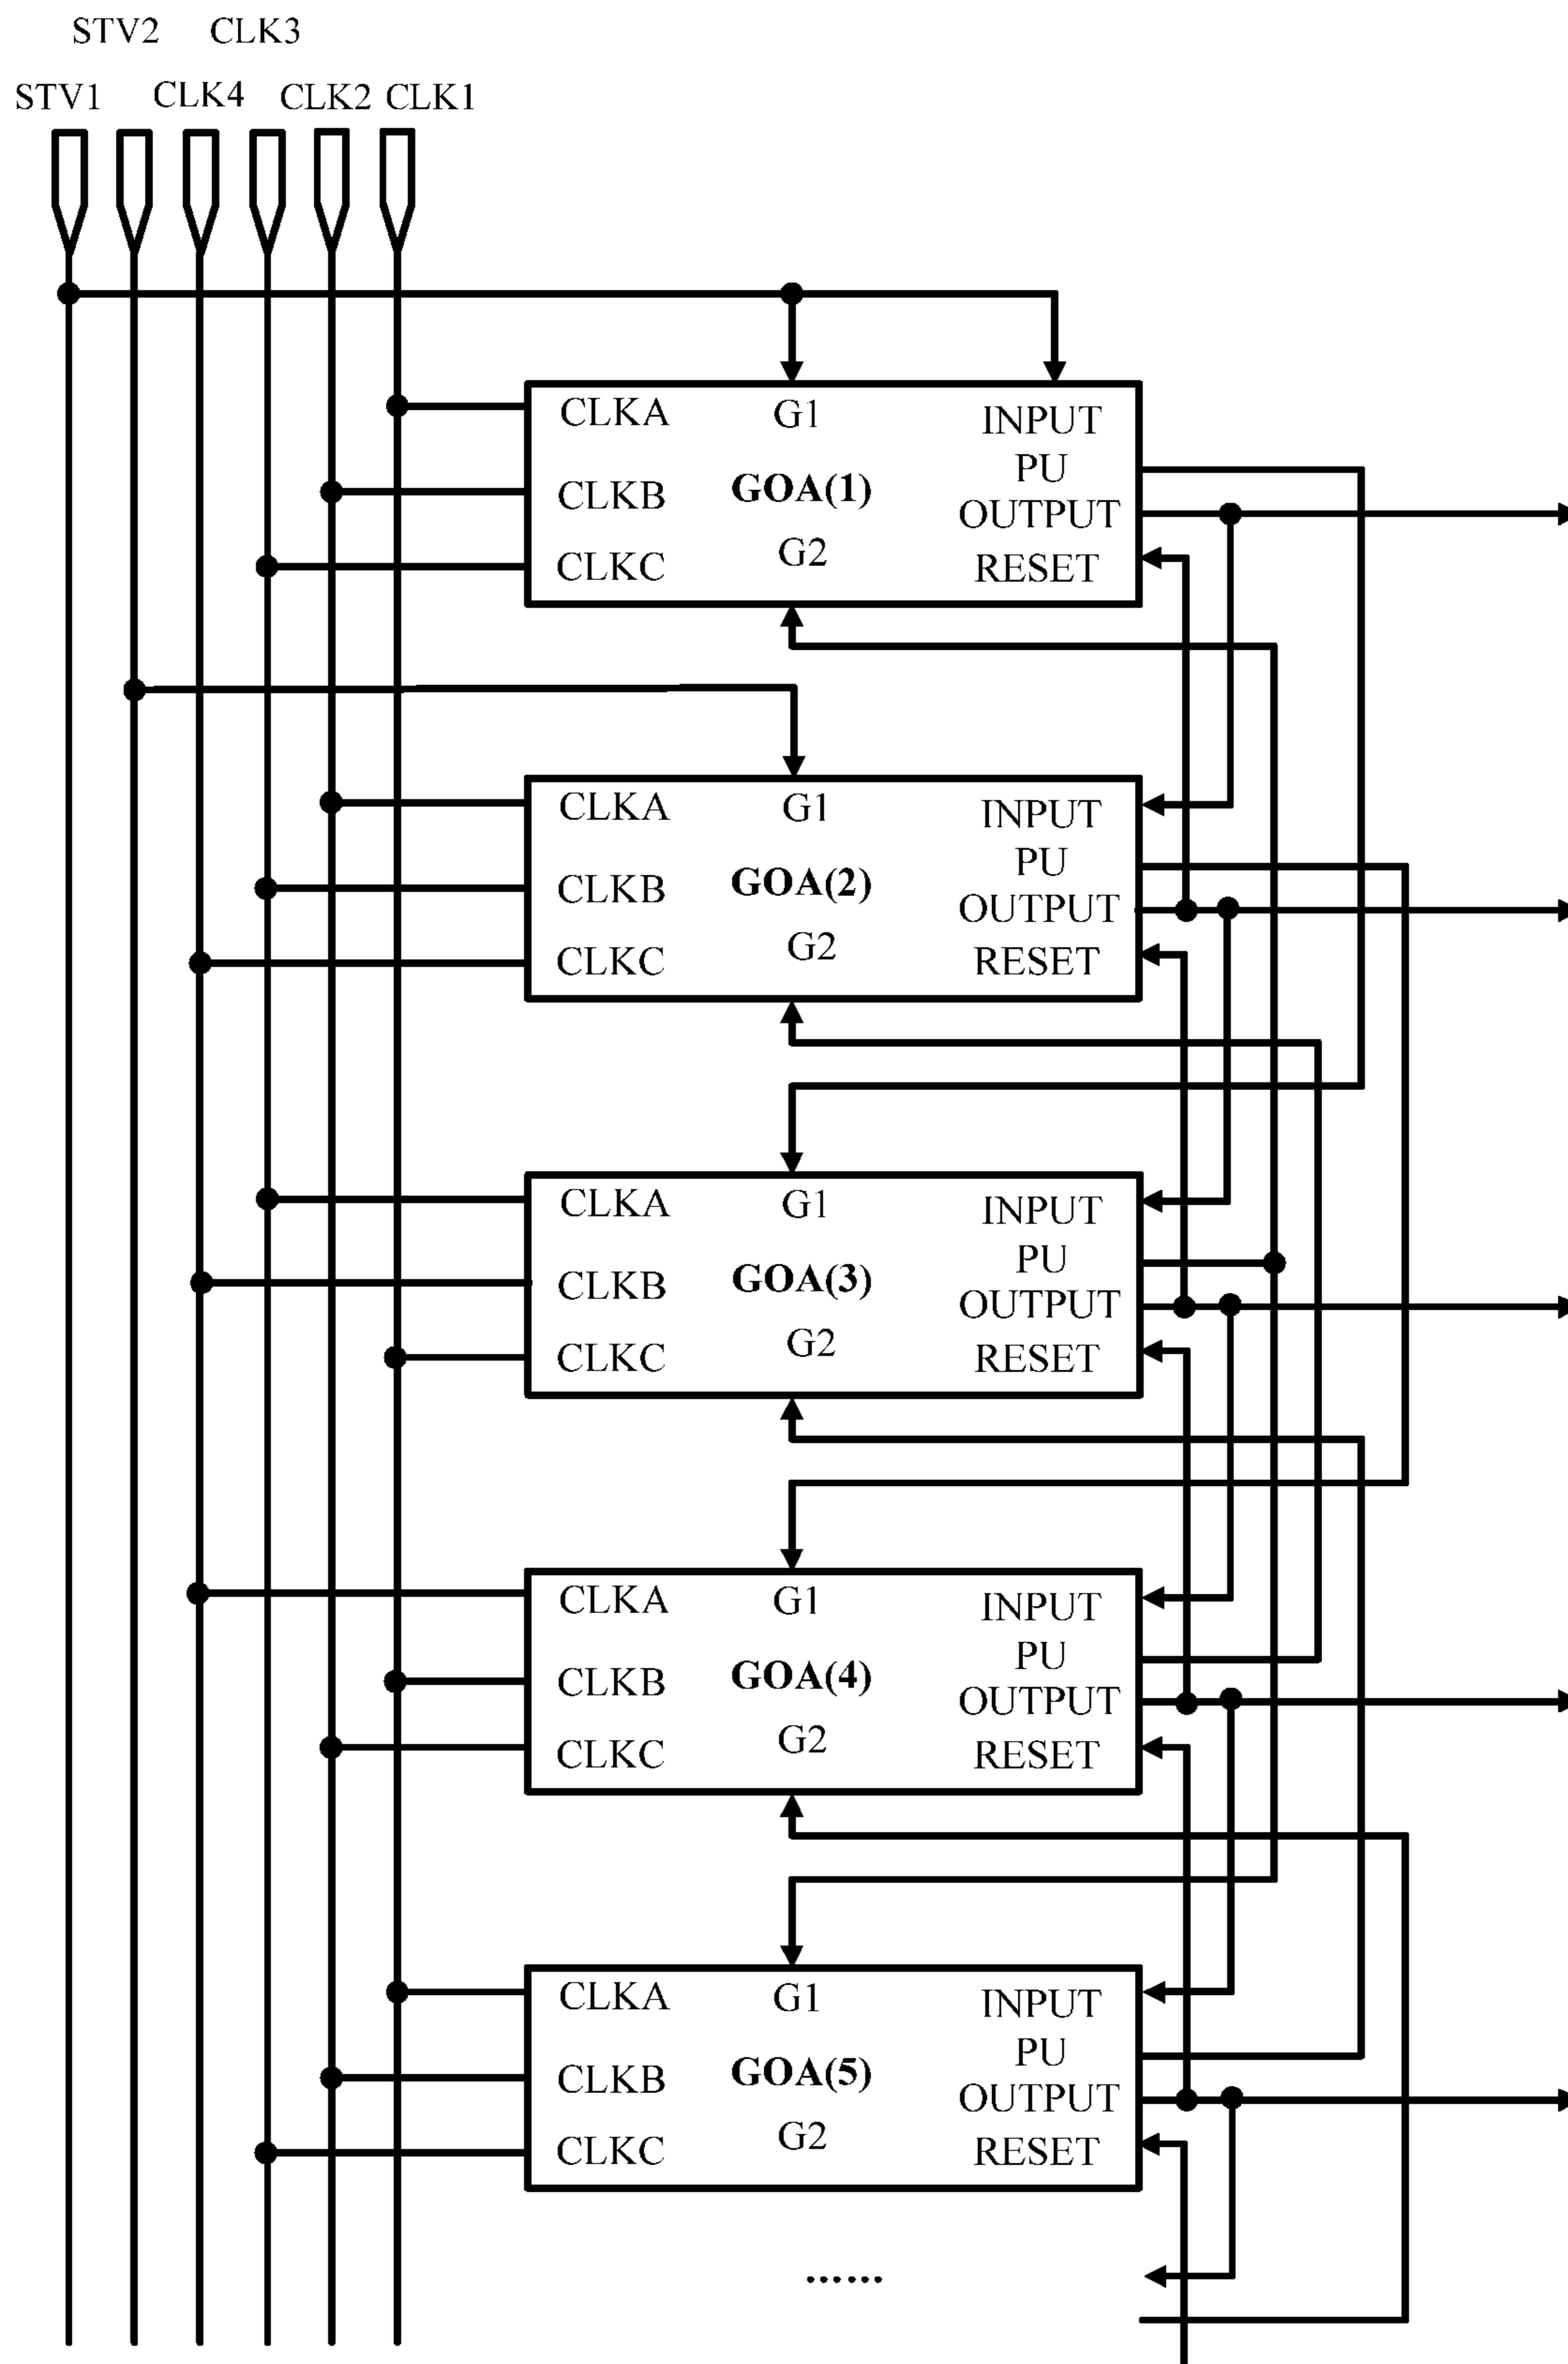 STV2 CLK3
STV1 CLK4 CLK2 CLK1
CLKA G1 INPUT
PU
CLKB GOA(1) OUTPUT
CLKC G2 RESET
CLKA G1 INPUT
PU
CLKB GOA(2) OUTPUT
CLKC G2 RESET
CLKA G1 INPUT
PU
CLKB GOA(3) OUTPUT
CLKC G2 RESET
CLKA G1 INPUT
PU
CLKB GOA(4) OUTPUT
CLKC G2 RESET
CLKA G1 INPUT
PU
CLKB GOA(5) OUTPUT
CLKC G2 RESET
......